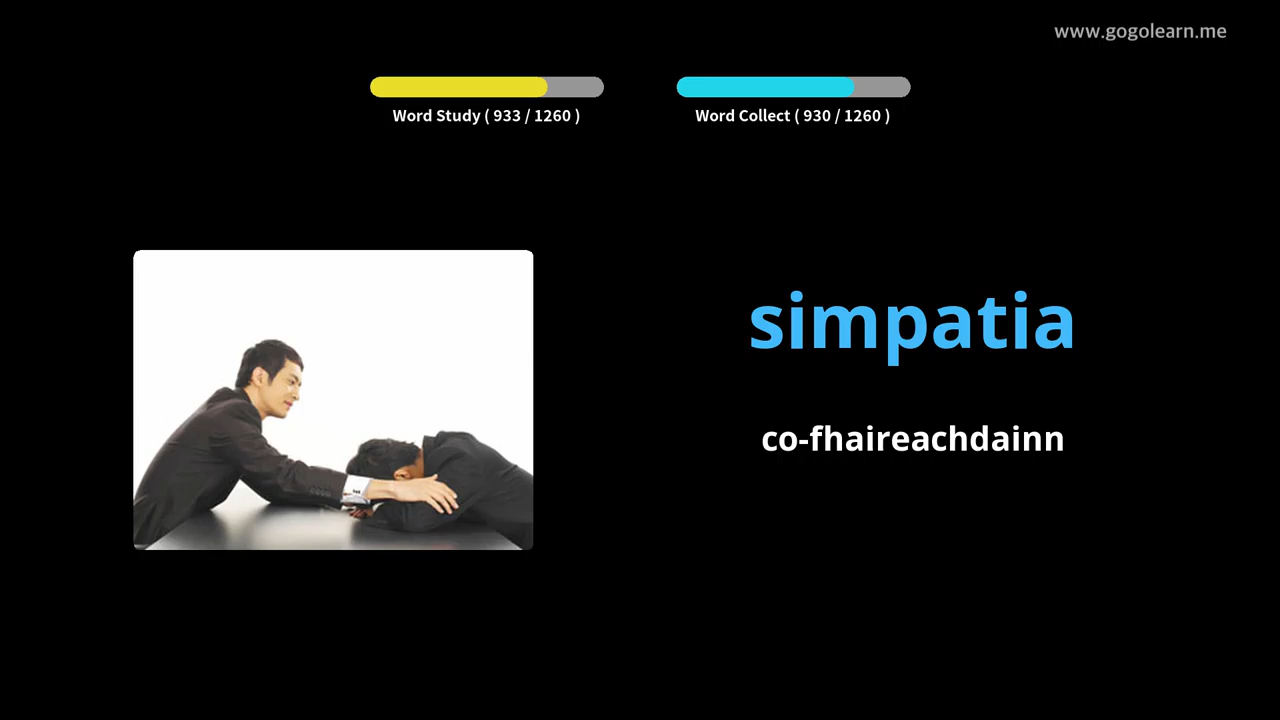 www.gogolearn.me
Word Study ( 933 / 1260 )
Word Collect ( 930 / 1260 )
simpatia
co-fhaireachdainn